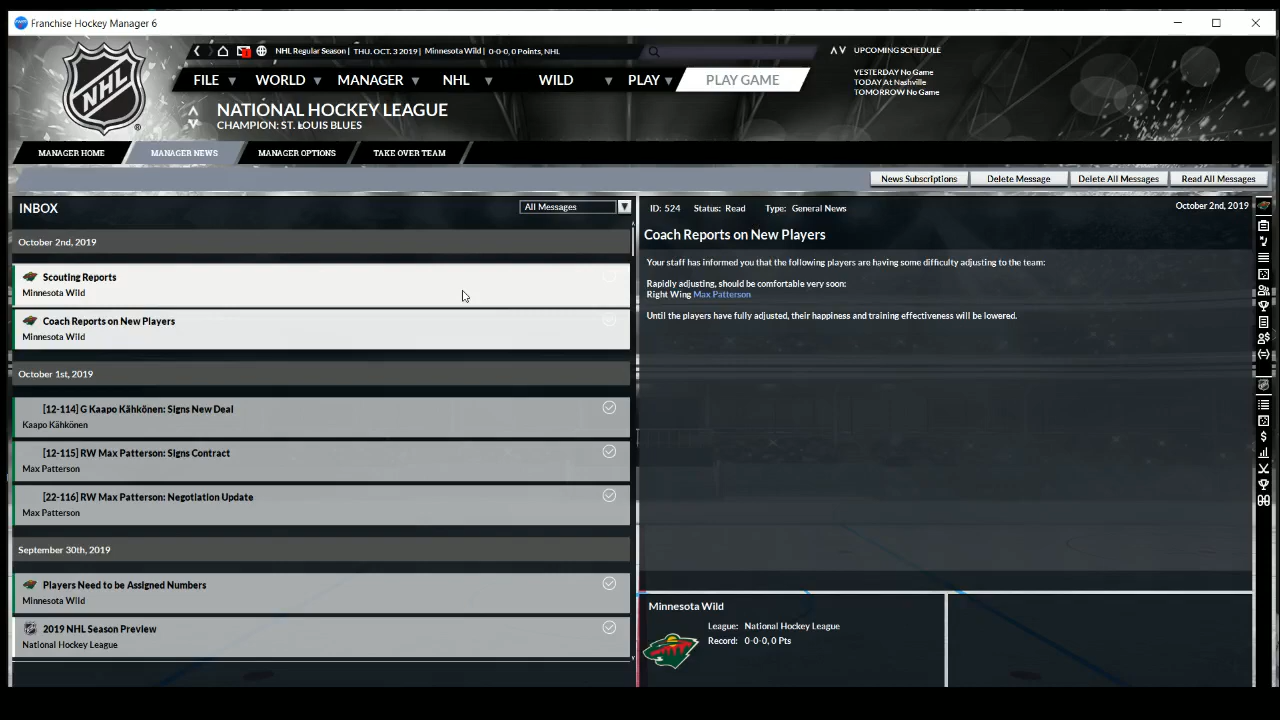 Franchise Hockey Manager 6
NHL Regular Season | THU. OCT. 3 2019 | Minnesota Wild | 0-0-0, 0 Points, NHL
UPCOMING SCHEDULE
YESTERDAY No Game
TODAY At Nashville
TOMORROW No Game
FILE
WORLD
MANAGER
NHL
WILD
PLAY
PLAY GAME
NHL
NATIONAL HOCKEY LEAGUE
CHAMPION: ST. LOUIS BLUES
MANAGER HOME
MANAGER NEWS
MANAGER OPTIONS
TAKE OVER TEAM
News Subscriptions
Delete Message
Delete All Messages
Read All Messages
INBOX
All Messages
October 2nd, 2019
Scouting Reports
Minnesota Wild
Coach Reports on New Players
Minnesota Wild
October 1st, 2019
[12-114] G Kaapo Kähkönen: Signs New Deal
Kaapo Kähkönen
[12-115] RW Max Patterson: Signs Contract
Max Patterson
[22-116] RW Max Patterson: Negotiation Update
Max Patterson
September 30th, 2019
Players Need to be Assigned Numbers
Minnesota Wild
2019 NHL Season Preview
National Hockey League
ID: 524 Status: Read Type: General News
October 2nd, 2019
Coach Reports on New Players
Your staff has informed you that the following players are having some difficulty adjusting to the team:
Rapidly adjusting, should be comfortable very soon:
Right Wing Max Patterson
Until the players have fully adjusted, their happiness and training effectiveness will be lowered.
Minnesota Wild
League: National Hockey League
Record: 0-0-0, 0 Pts